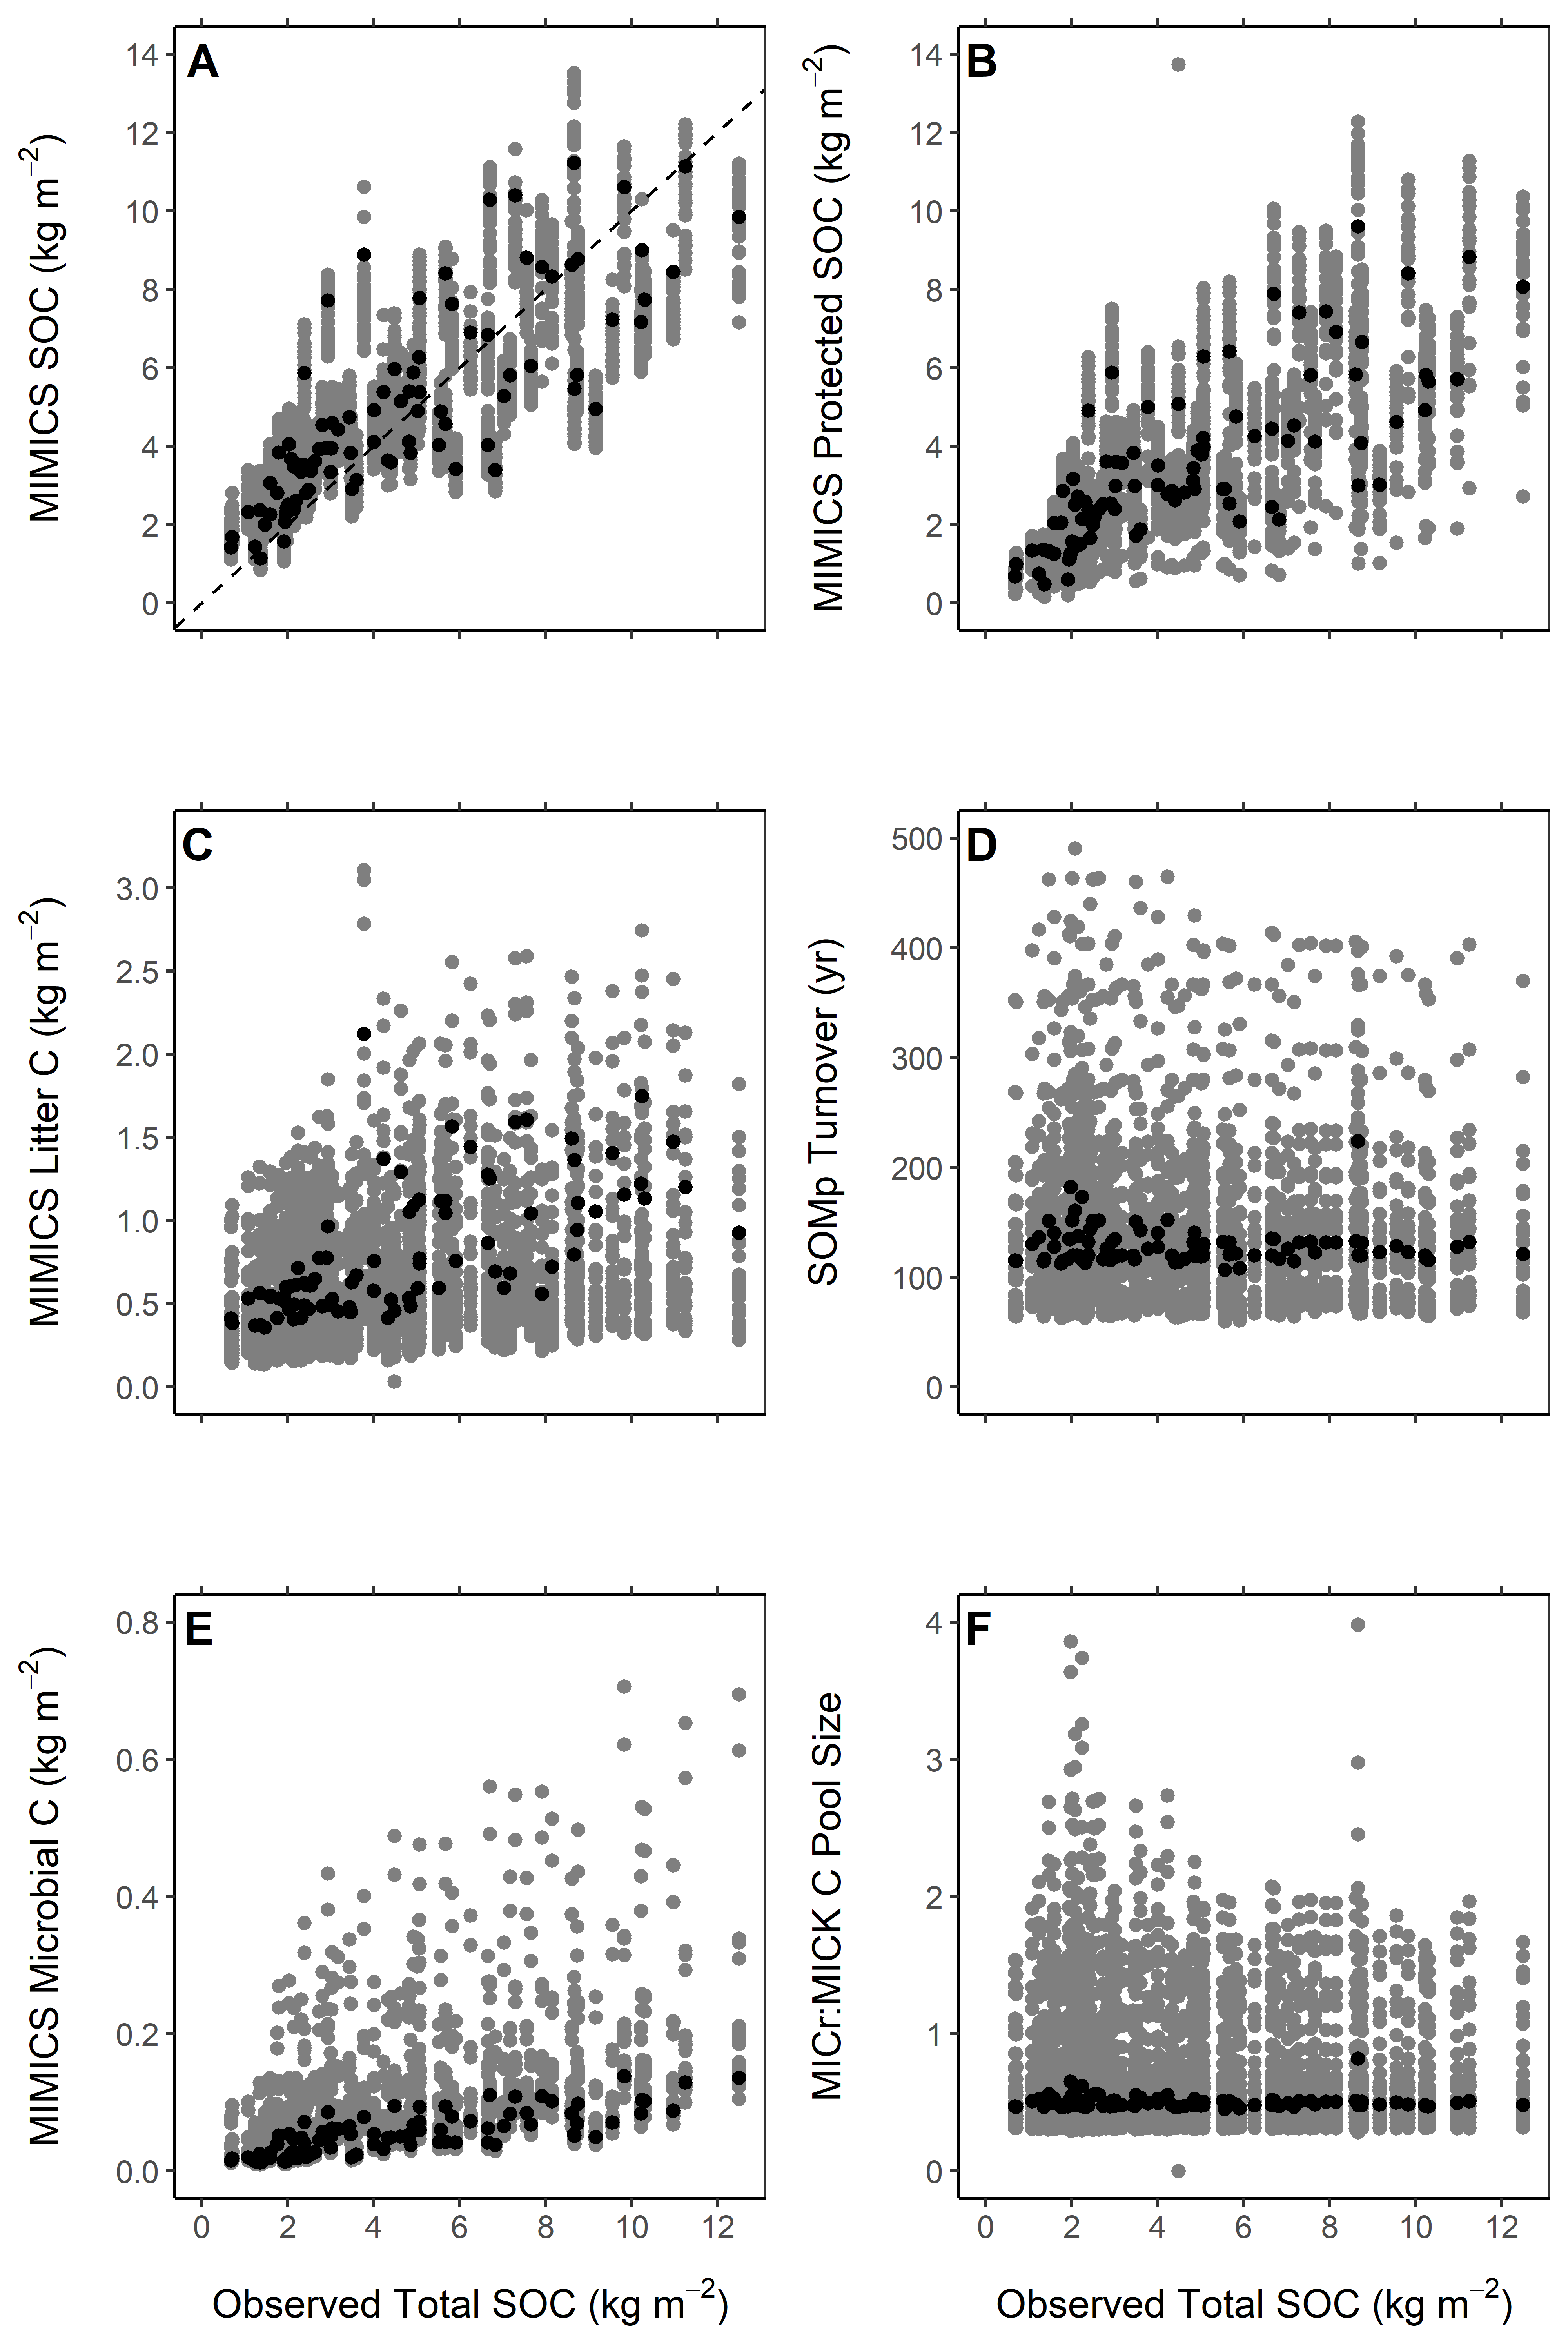 A
MIMICS SOC (kg m⁻²)
14
12
10
8
6
4
2
0
B
MIMICS Protected SOC (kg m⁻²)
14
12
10
8
6
4
2
0
C
MIMICS Litter C (kg m⁻²)
3.0
2.5
2.0
1.5
1.0
0.5
0.0
D
SOMp Turnover (yr)
500
400
300
200
100
0
E
MIMICS Microbial C (kg m⁻²)
0.8
0.6
0.4
0.2
0.0
0 2 4 6 8 10 12
Observed Total SOC (kg m⁻²)
F
MICr:MICK C Pool Size
4
3
2
1
0
0 2 4 6 8 10 12
Observed Total SOC (kg m⁻²)